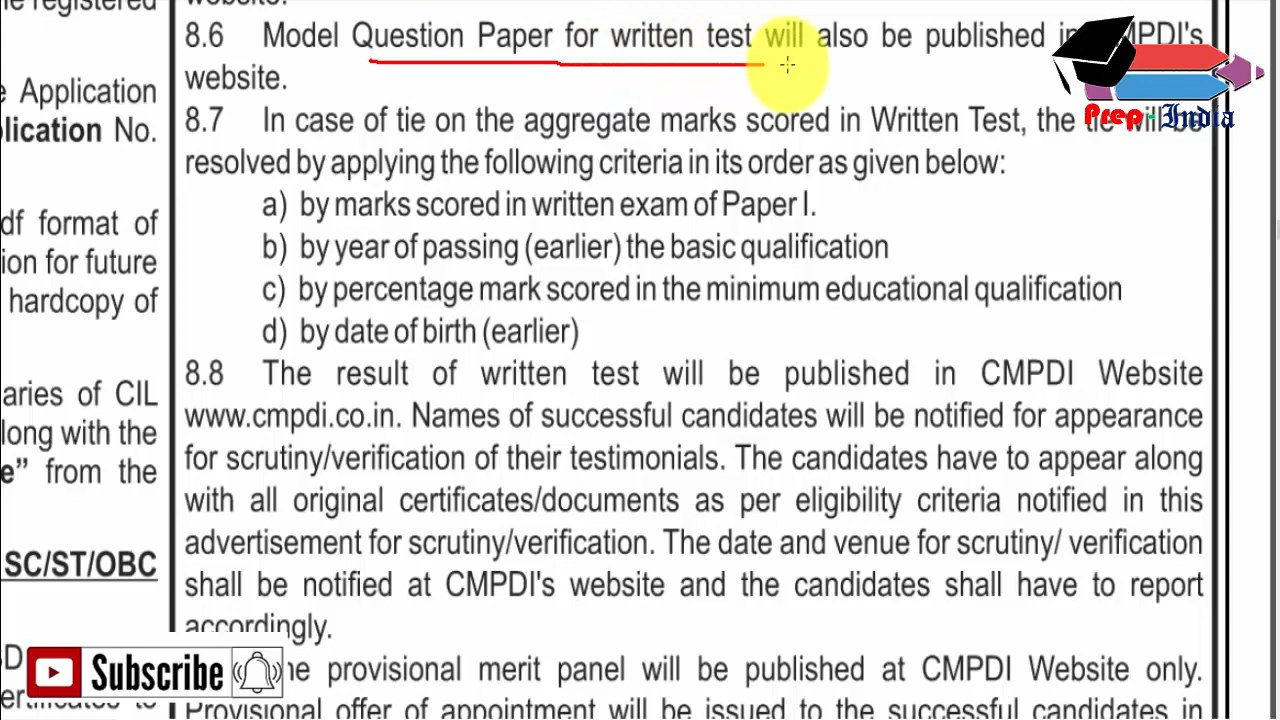 ne registered
e Application
plication No.
df format of
ion for future
hardcopy of
aries of CIL
long with the
e” from the
SC/ST/OBC
website.
8.6 Model Question Paper for written test will also be published in CMPDI's
website.
8.7 In case of tie on the aggregate marks scored in Written Test, the tie will be
resolved by applying the following criteria in its order as given below:
a) by marks scored in written exam of Paper I.
b) by year of passing (earlier) the basic qualification
c) by percentage mark scored in the minimum educational qualification
d) by date of birth (earlier)
8.8 The result of written test will be published in CMPDI Website
www.cmpdi.co.in. Names of successful candidates will be notified for appearance
for scrutiny/verification of their testimonials. The candidates have to appear along
with all original certificates/documents as per eligibility criteria notified in this
advertisement for scrutiny/verification. The date and venue for scrutiny/ verification
shall be notified at CMPDI's website and the candidates shall have to report
accordingly.
he provisional merit panel will be published at CMPDI Website only.
Provisional offer of appointment will be issued to the successful candidates in
Prep-India
Subscribe